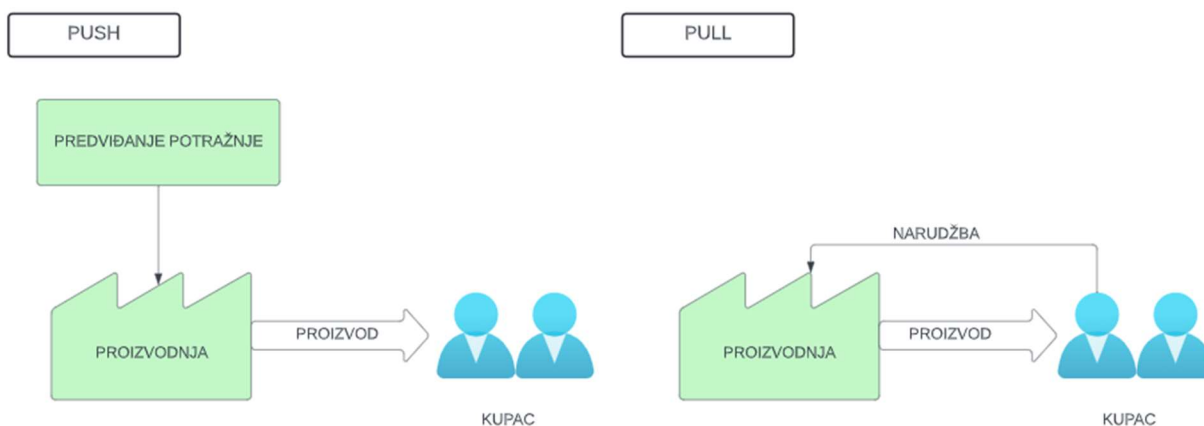 PUSH
PREDVIĐANJE POTRAŽNJE
PROIZVODNJA
PROIZVOD
KUPAC
PULL
NARUDŽBA
PROIZVODNJA
PROIZVOD
KUPAC